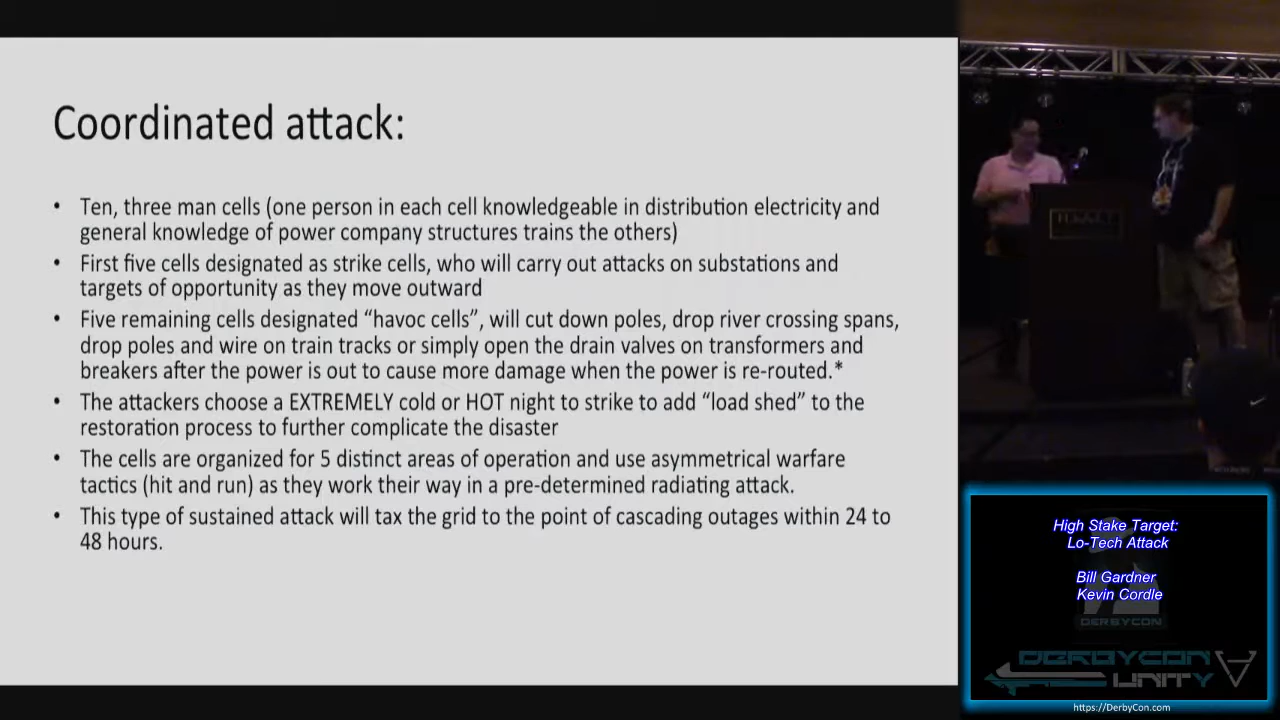 Coordinated attack:
• Ten, three man cells (one person in each cell knowledgeable in distribution electricity and
general knowledge of power company structures trains the others)
• First five cells designated as strike cells, who will carry out attacks on substations and
targets of opportunity as they move outward
• Five remaining cells designated “havoc cells”, will cut down poles, drop river crossing spans,
drop poles and wire on train tracks or simply open the drain valves on transformers and
breakers after the power is out to cause more damage when the power is re-routed.*
• The attackers choose a EXTREMELY cold or HOT night to strike to add “load shed” to the
restoration process to further complicate the disaster
• The cells are organized for 5 distinct areas of operation and use asymmetrical warfare
tactics (hit and run) as they work their way in a pre-determined radiating attack.
• This type of sustained attack will tax the grid to the point of cascading outages within 24 to
48 hours.
High Stake Target:
Lo-Tech Attack
Bill Gardner
Kevin Cordle
DERBYCON
DERBYCON
UNITY
https://DerbyCon.com